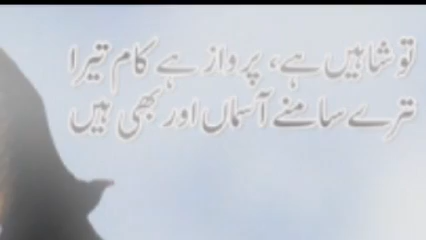 تو شاہیں ہے، پرواز ہے کام تیرا
ترے سامنے آسماں اور بھی ہیں